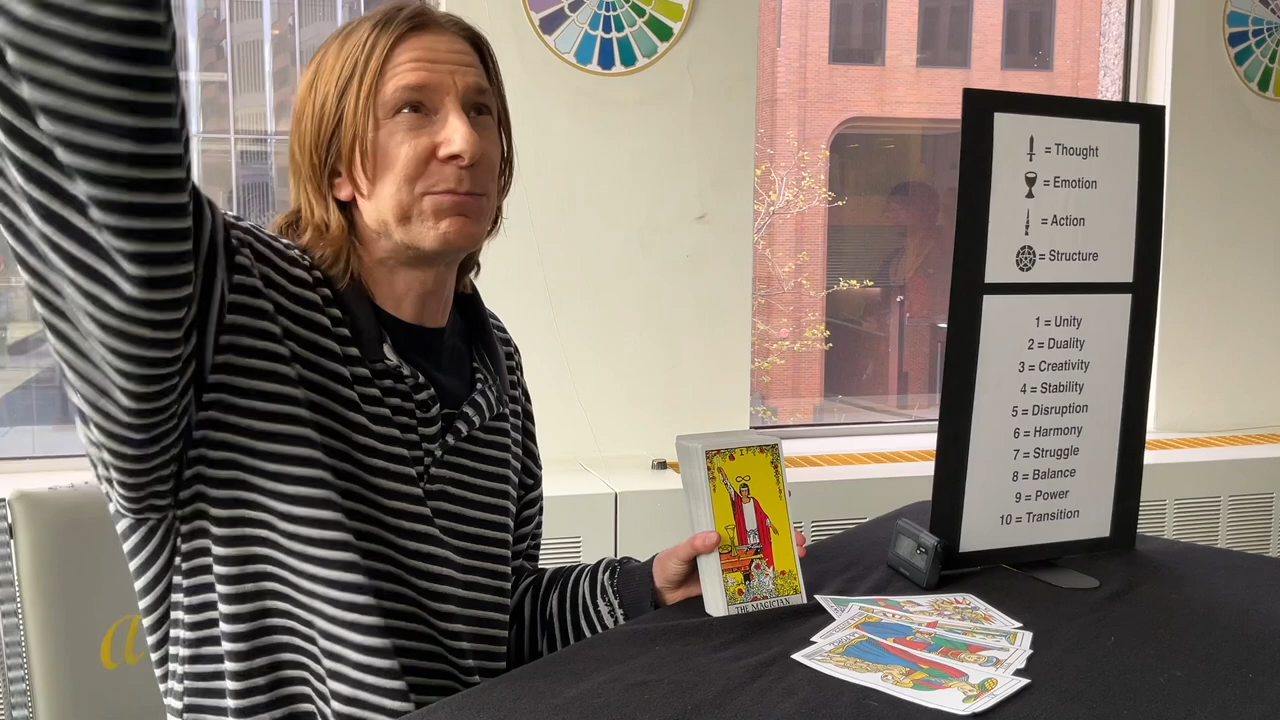 = Thought
= Emotion
= Action
= Structure
1 = Unity
2 = Duality
3 = Creativity
4 = Stability
5 = Disruption
6 = Harmony
7 = Struggle
8 = Balance
9 = Power
10 = Transition
I
THE MAGICIAN
a